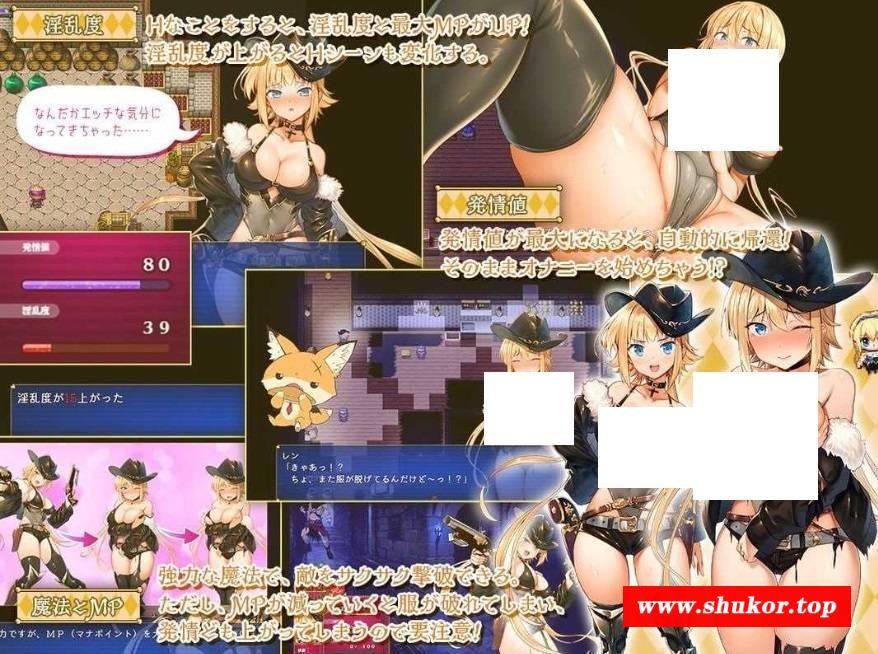 淫乱度
Hなことをすると、淫乱度と最大MPがUP!
淫乱度が上がるとHシーンも変化する。
なんだかエッチな気分に
なってきちゃった……
発情値
80
淫乱度
39
淫乱度が15上がった
発情値
発情値が最大になると、自動的に帰還!
そのままオナニーを始めちゃう!?
レン
「きゃあっ!?
ちょ、また服が脱げてるんだけど～っ!?」
魔法とMP
強力な魔法で、敵をサクサク撃破できる。
ただし、MPが減っていくと服が破れてしまい、
発情度も上がってしまうので要注意!
力ですが、MP（マナポイント）を
www.shukor.top